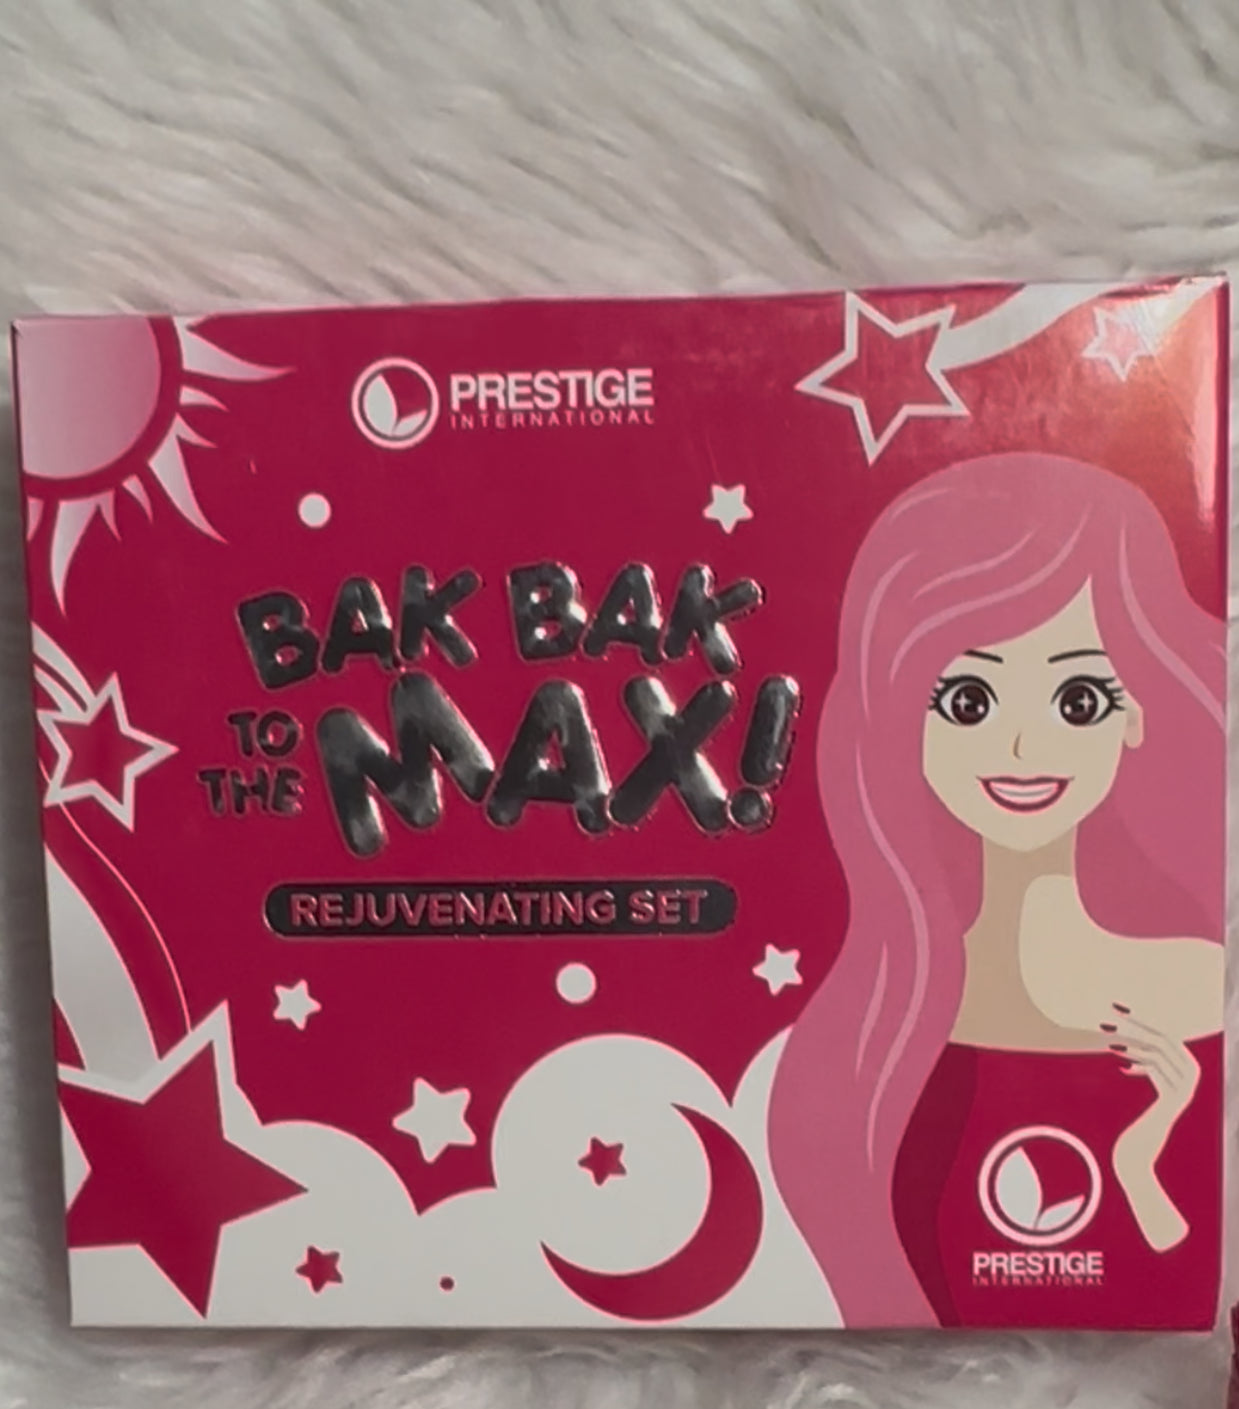 PRESTIGE
INTERNATIONAL
BAK BAK
TO
THE
MAX!
REJUVENATING SET
PRESTIGE
INTERNATIONAL